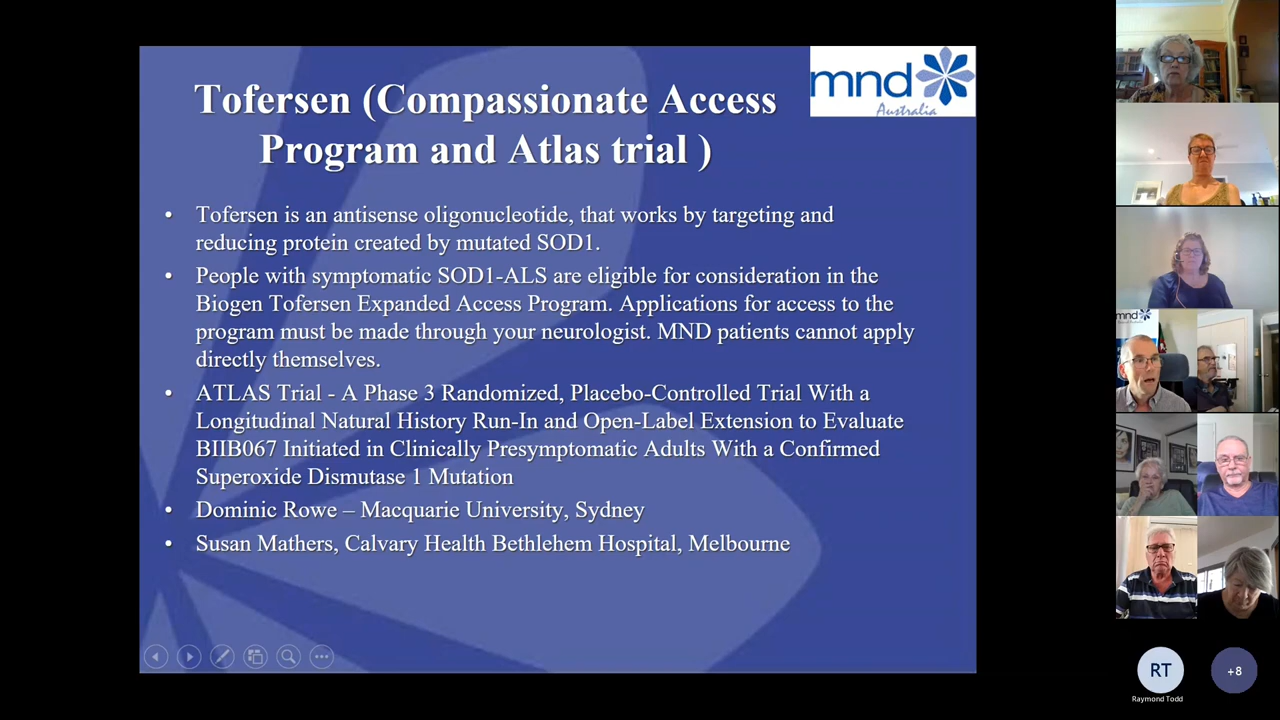 Tofersen (Compassionate Access
Program and Atlas trial )
mnd
Australia
• Tofersen is an antisense oligonucleotide, that works by targeting and
reducing protein created by mutated SOD1.
• People with symptomatic SOD1-ALS are eligible for consideration in the
Biogen Tofersen Expanded Access Program. Applications for access to the
program must be made through your neurologist. MND patients cannot apply
directly themselves.
• ATLAS Trial - A Phase 3 Randomized, Placebo-Controlled Trial With a
Longitudinal Natural History Run-In and Open-Label Extension to Evaluate
BIIB067 Initiated in Clinically Presymptomatic Adults With a Confirmed
Superoxide Dismutase 1 Mutation
• Dominic Rowe – Macquarie University, Sydney
• Susan Mathers, Calvary Health Bethlehem Hospital, Melbourne
mnd
RT
Raymond Todd
+8